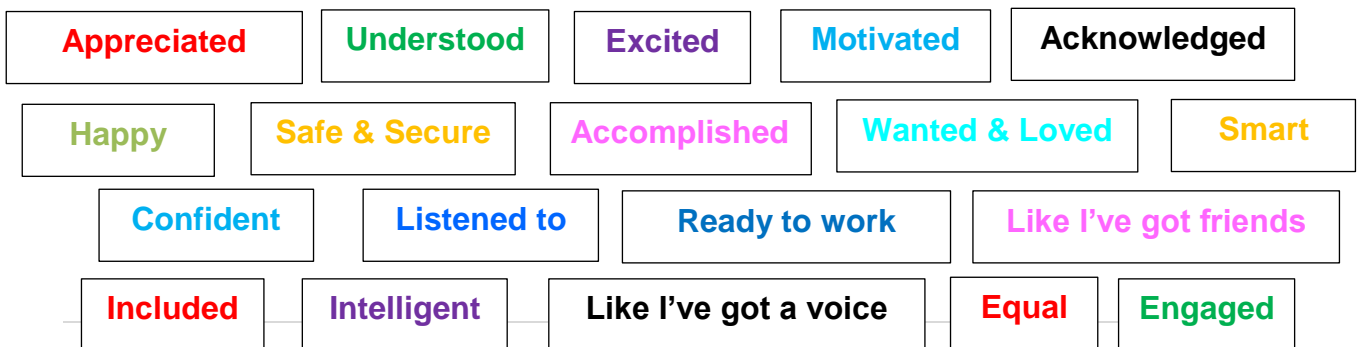 Appreciated Understood Excited Motivated Acknowledged
Happy Safe & Secure Accomplished Wanted & Loved Smart
Confident Listened to Ready to work Like I've got friends
Included Intelligent Like I've got a voice Equal Engaged